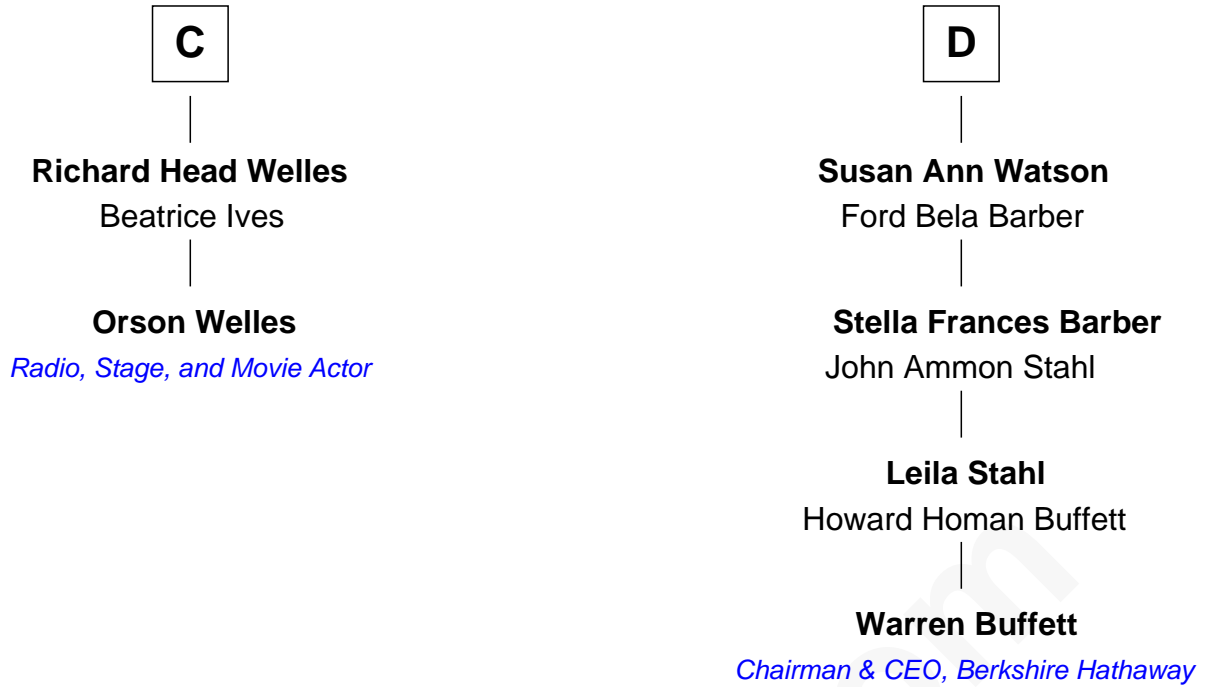 C
Richard Head Welles
Beatrice Ives
Orson Welles
Radio, Stage, and Movie Actor
D
Susan Ann Watson
Ford Bela Barber
Stella Frances Barber
John Ammon Stahl
Leila Stahl
Howard Homan Buffett
Warren Buffett
Chairman & CEO, Berkshire Hathaway